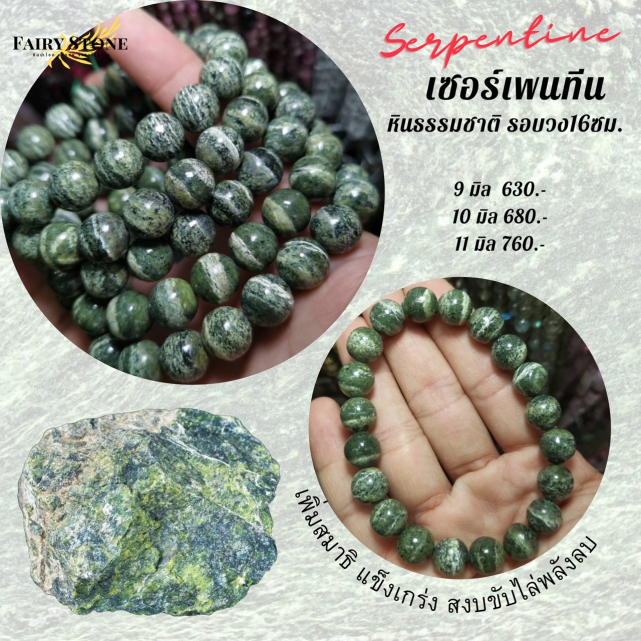 FAIRY STONE
Serpentine
เซอร์เพนทีน
หินธรรมชาติ รอบวง16ซม.
9 มิล 630.-
10 มิล 680.-
11 มิล 760.-
เพิ่มสมาธิ แข็งเกร่ง สงบขับไล่พลังลบ